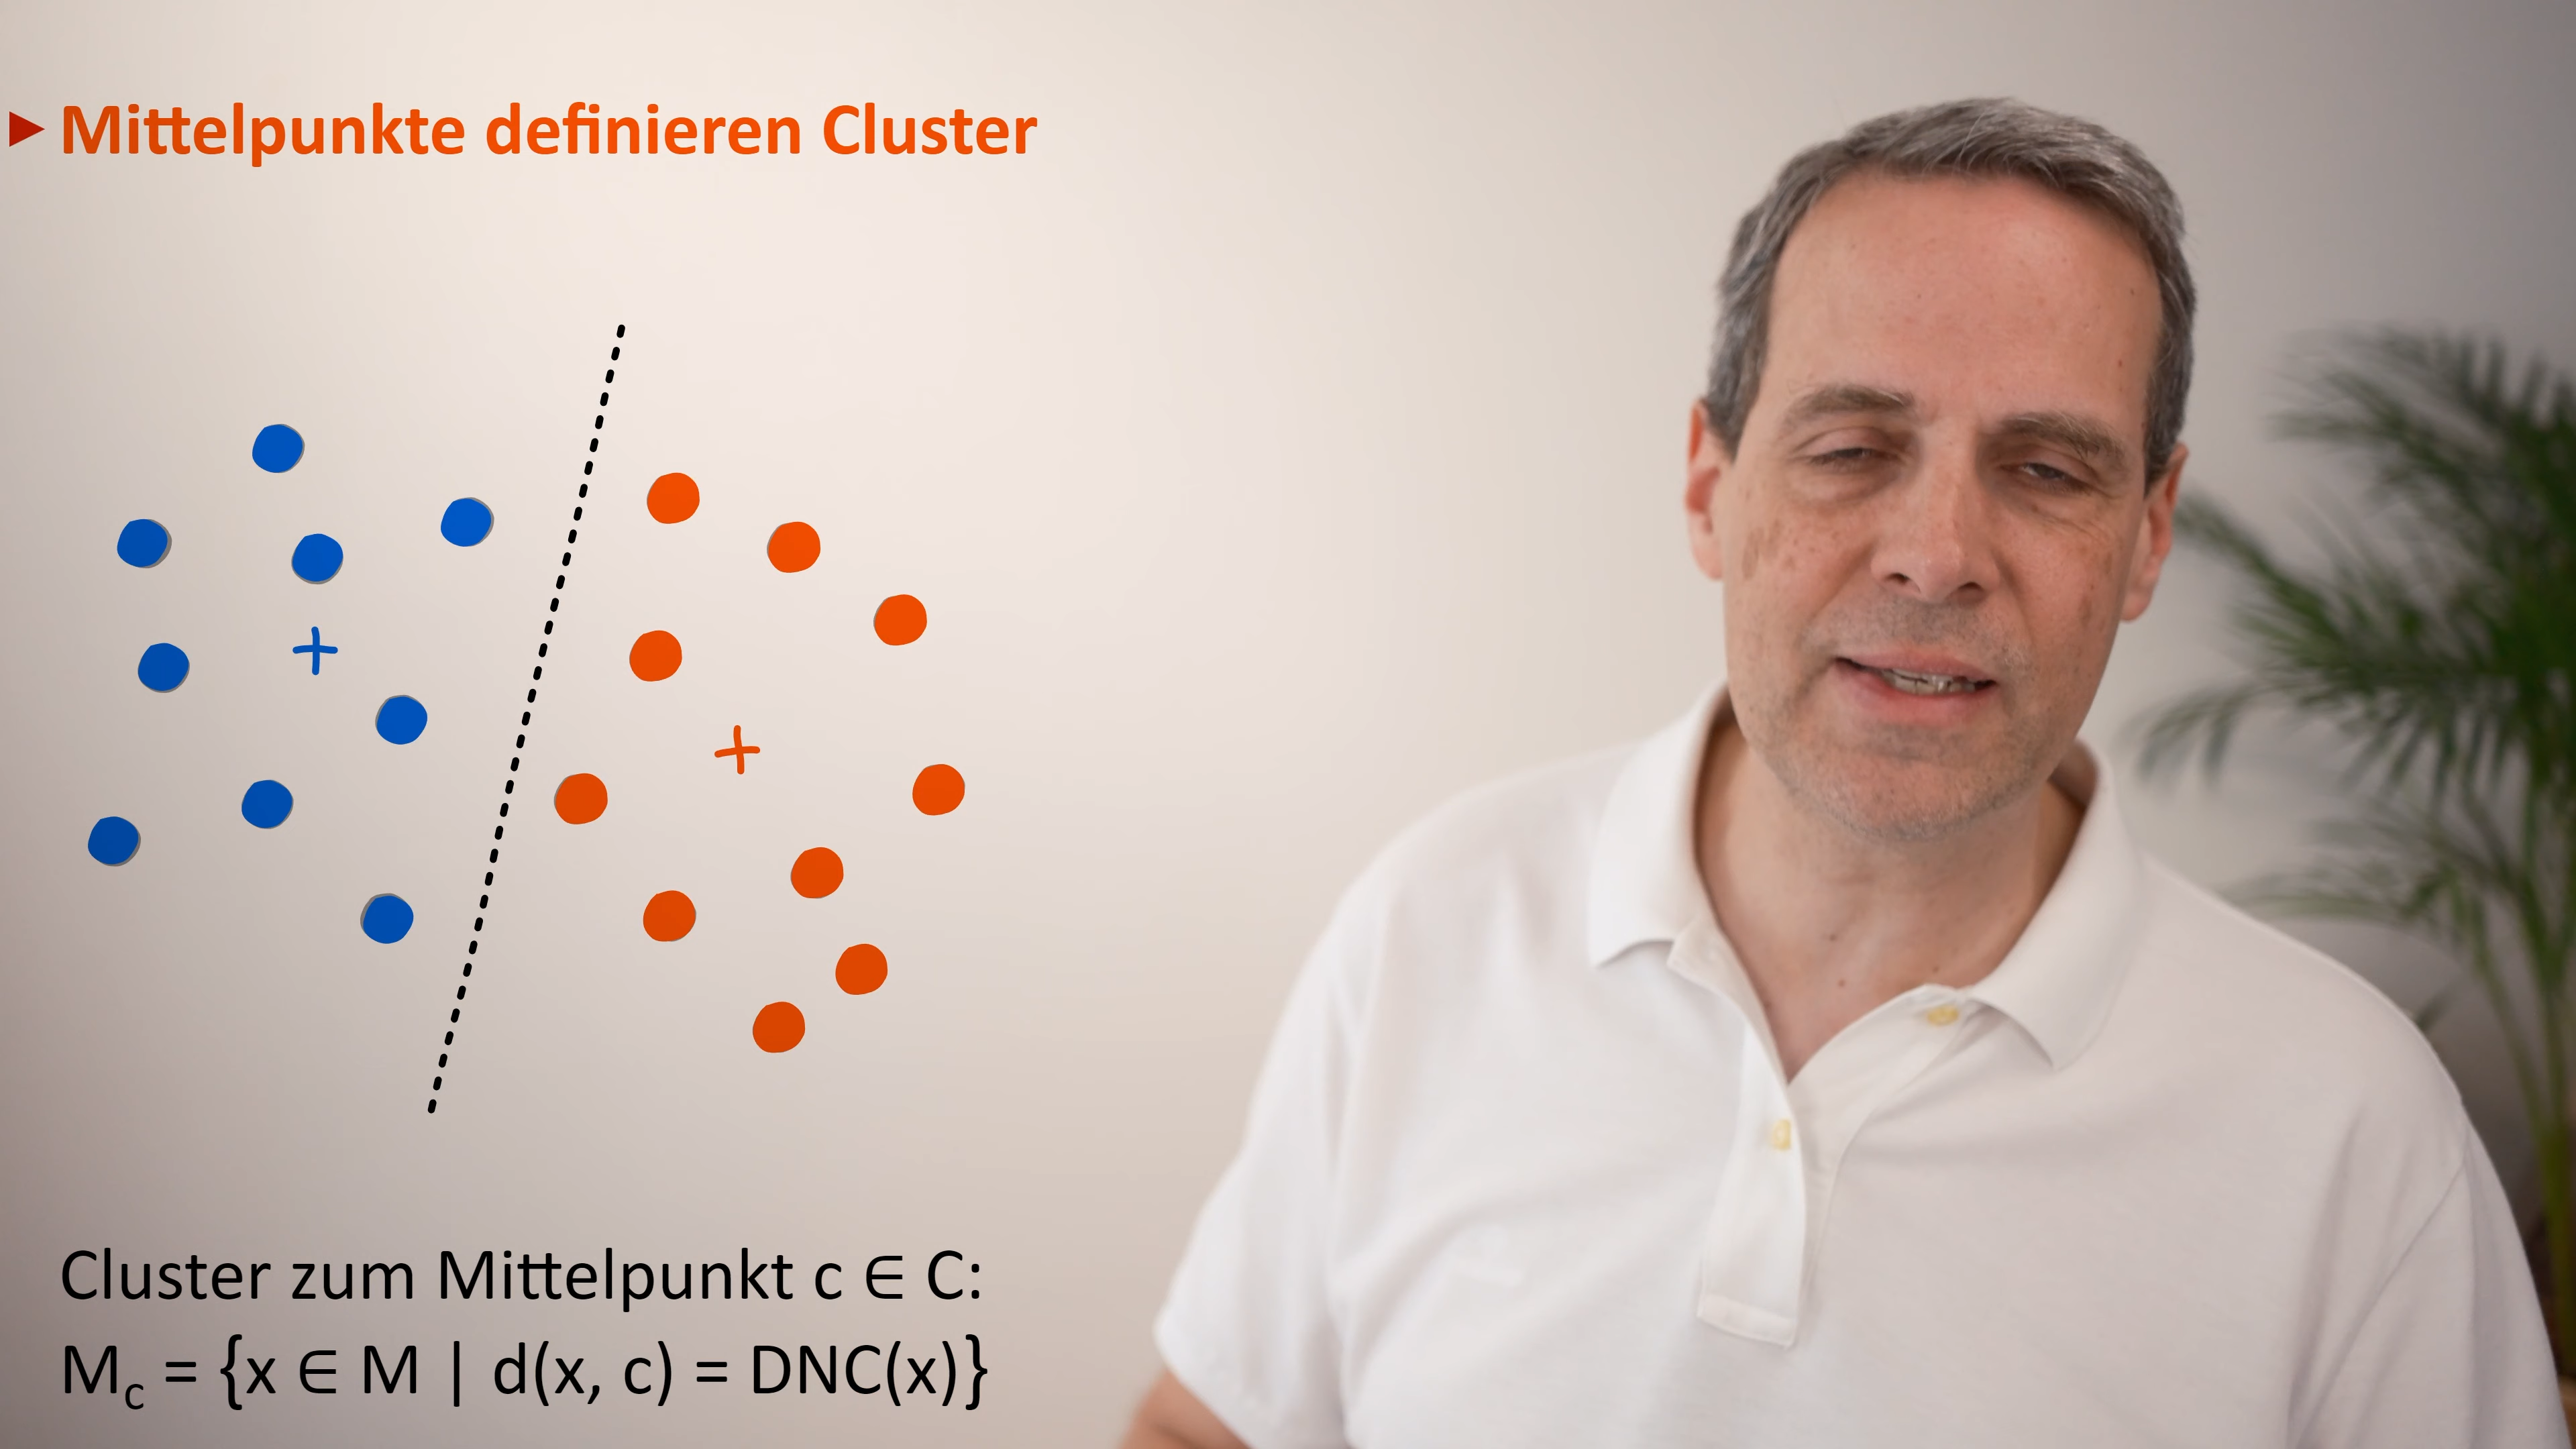 Mittelpunkte definieren Cluster
Cluster zum Mittelpunkt c ∈ C:
M_c = {x ∈ M | d(x, c) = DNC(x)}